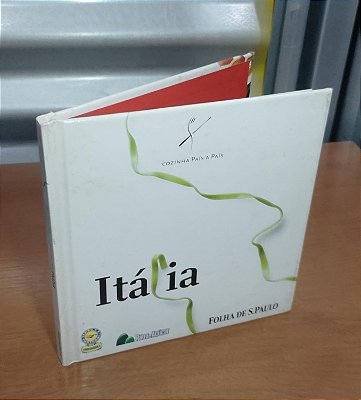 COZINHA PAÍS A PAÍS
Itália
FOLHA DE S.PAULO